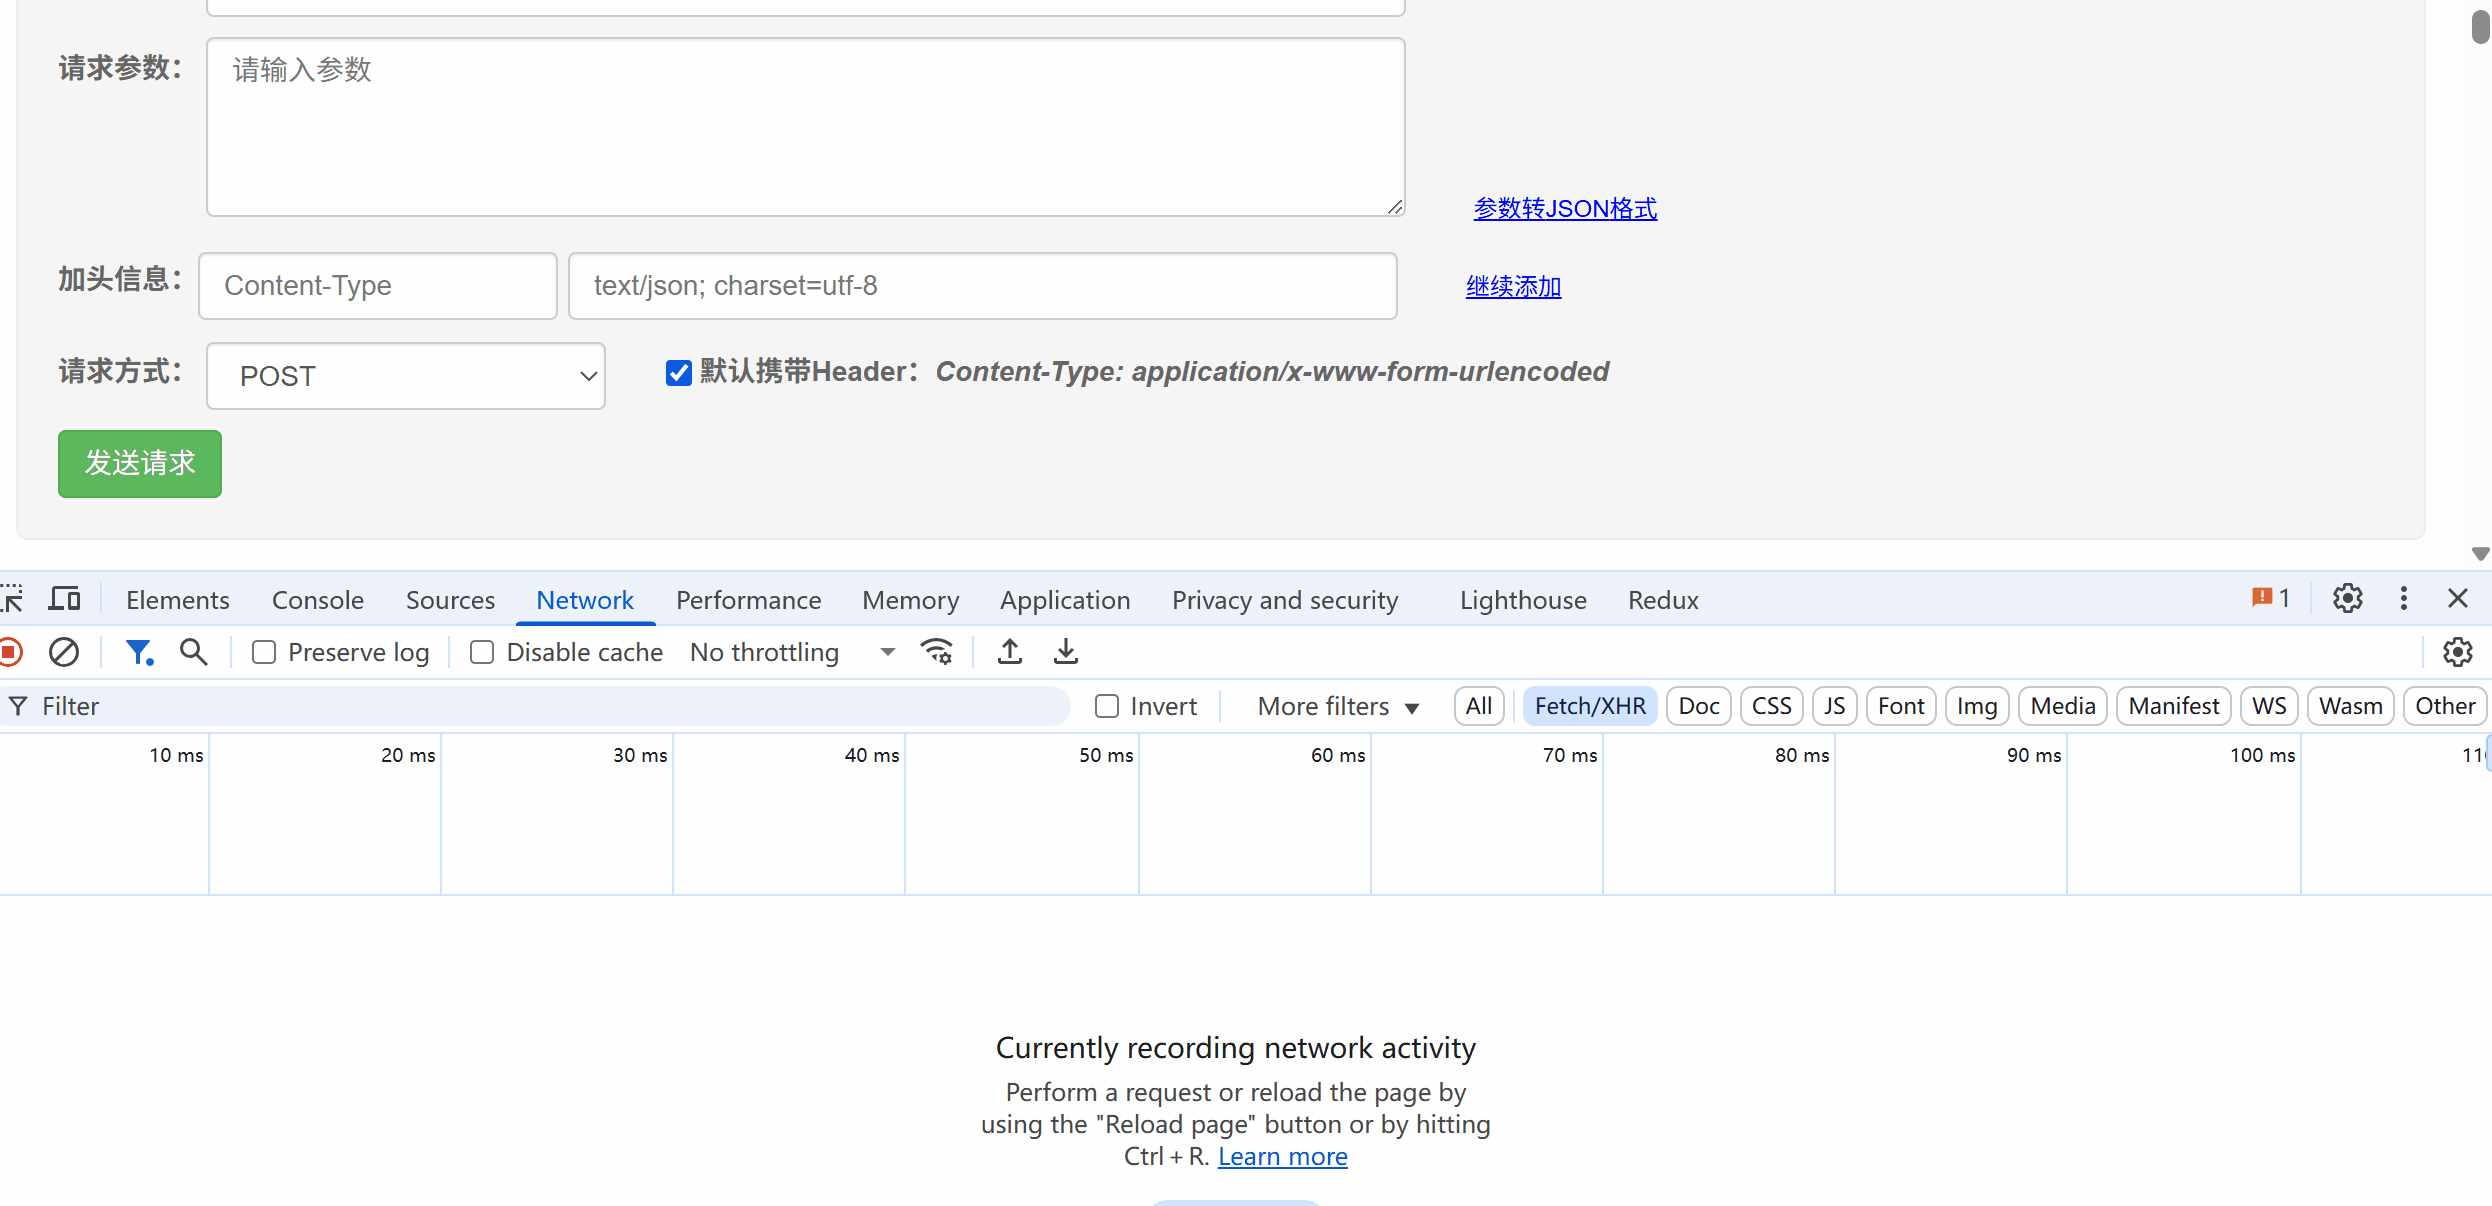 请求参数：
请输入参数
参数转JSON格式
加头信息：
Content-Type
text/json; charset=utf-8
继续添加
请求方式：
POST
默认携带Header：Content-Type: application/x-www-form-urlencoded
发送请求
Elements Console Sources Network Performance Memory Application Privacy and security Lighthouse Redux 1
Preserve log Disable cache No throttling
Filter Invert More filters All Fetch/XHR Doc CSS JS Font Img Media Manifest WS Wasm Other
10 ms 20 ms 30 ms 40 ms 50 ms 60 ms 70 ms 80 ms 90 ms 100 ms
Currently recording network activity
Perform a request or reload the page by
using the "Reload page" button or by hitting
Ctrl + R. Learn more